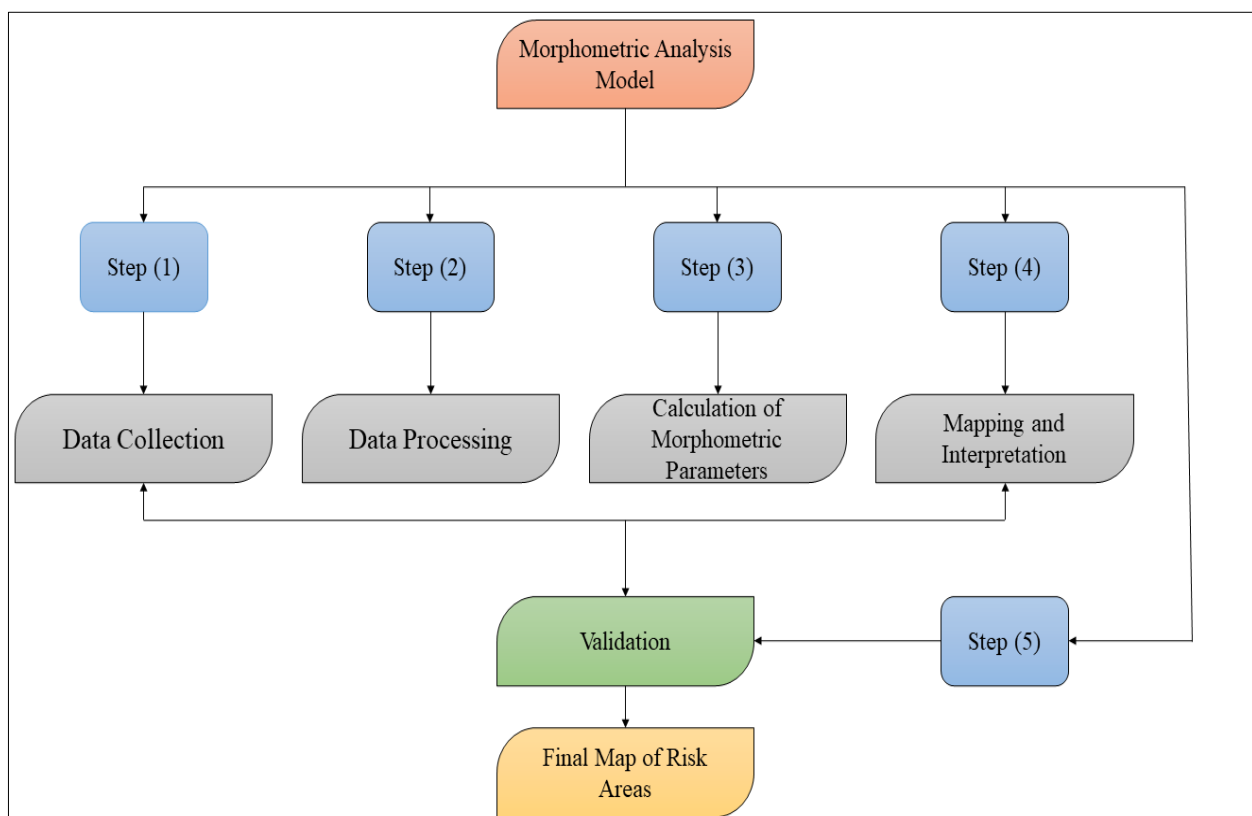 Morphometric Analysis
Model
Step (1)
Step (2)
Step (3)
Step (4)
Data Collection
Data Processing
Calculation of
Morphometric
Parameters
Mapping and
Interpretation
Validation
Step (5)
Final Map of Risk
Areas